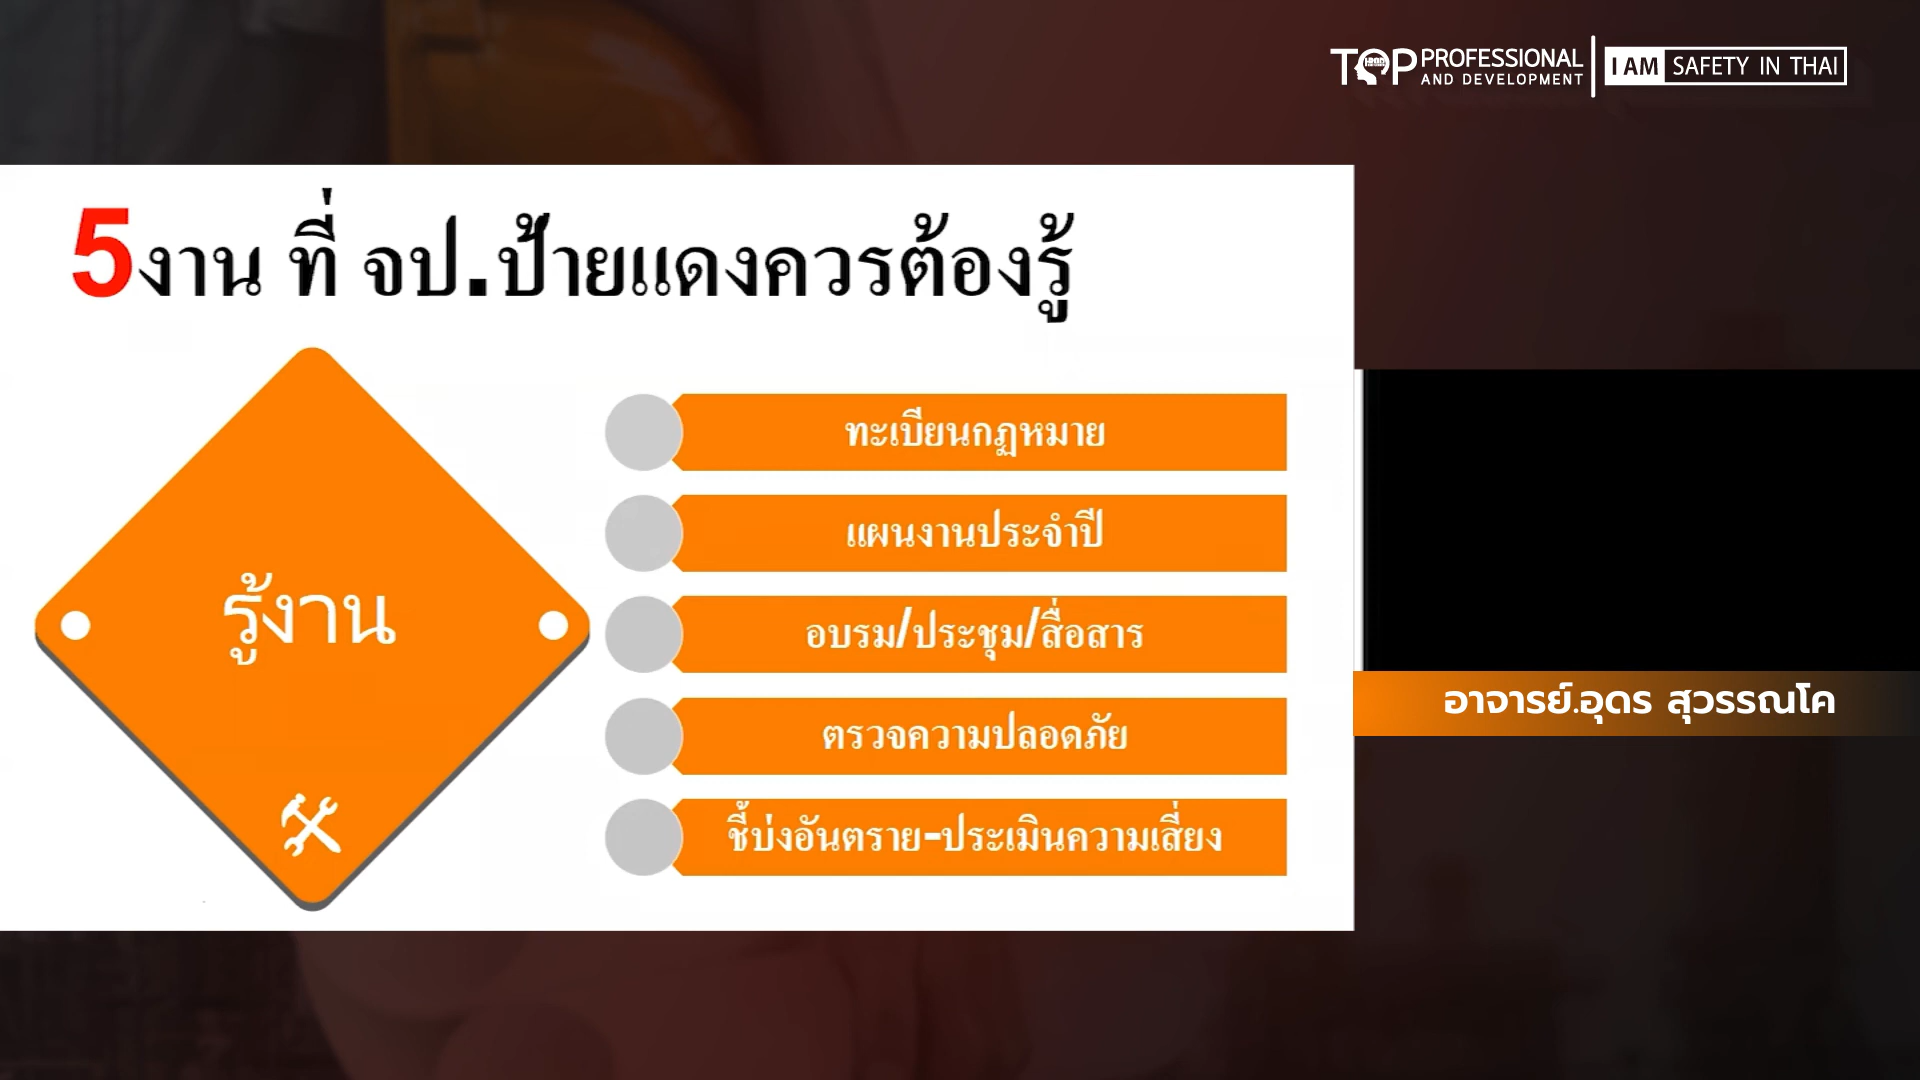 TOP PROFESSIONAL AND DEVELOPMENT
I AM SAFETY IN THAI
5งาน ที่ จป.ป้ายแดงควรต้องรู้
รู้งาน
ทะเบียนกฎหมาย
แผนงานประจำปี
อบรม/ประชุม/สื่อสาร
ตรวจความปลอดภัย
ชี้บ่งอันตราย-ประเมินความเสี่ยง
อาจารย์.อุดร สุวรรณโค